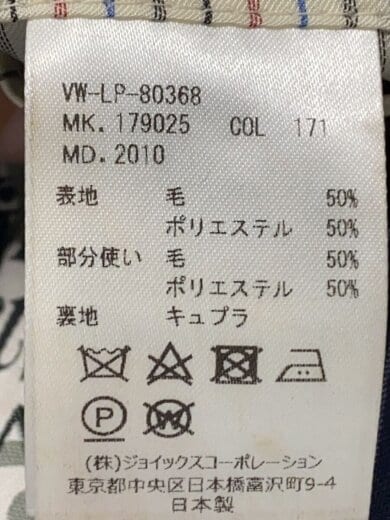 VW-LP-80368
MK. 179025 COL 171
MD. 2010
表地 毛 50%
ポリエステル 50%
部分使い 毛 50%
ポリエステル 50%
裏地 キュプラ
P W
(株)ジョイックスコーポレーション
東京都中央区日本橋富沢町9-4
日本製